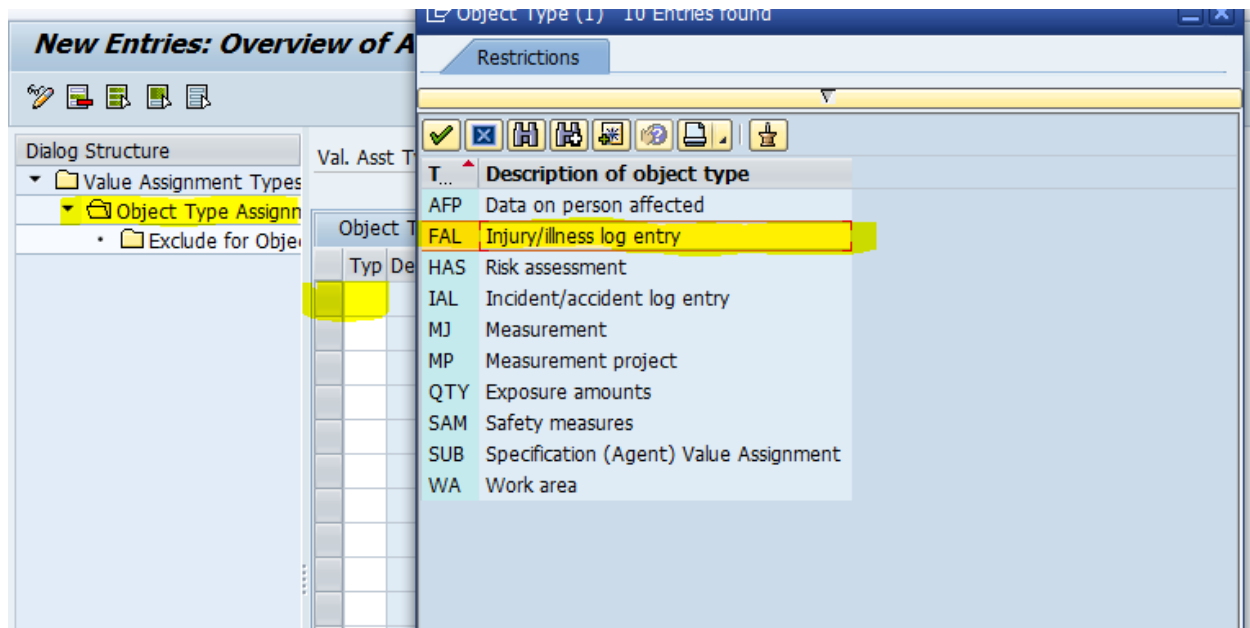 New Entries: Overview of A
Dialog Structure
Value Assignment Types
Object Type Assignn
Exclude for Obje
Val. Asst T
Object T
Typ De
Object Type (1) 10 Entries found
Restrictions
T... Description of object type
AFP Data on person affected
FAL Injury/illness log entry
HAS Risk assessment
IAL Incident/accident log entry
MJ Measurement
MP Measurement project
QTY Exposure amounts
SAM Safety measures
SUB Specification (Agent) Value Assignment
WA Work area